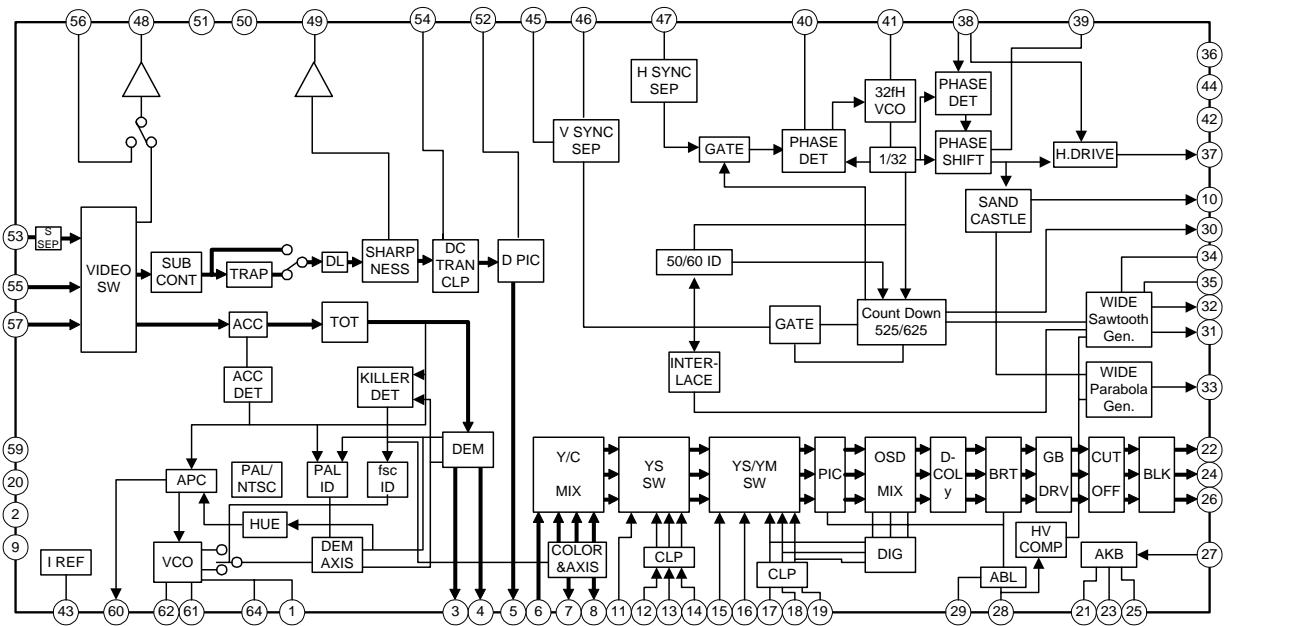 56 48 51 50 49 54 52 45 46 47 40 41 38 39
36
44
42
37
10
30
34
35
32
31
33
H SYNC
SEP
32fH
VCO
PHASE
DET
V SYNC
SEP
GATE
PHASE
DET
1/32
PHASE
SHIFT
H.DRIVE
SAND
CASTLE
53
S
SEP
55
57
VIDEO
SW
SUB
CONT
TRAP
DL
SHARP
NESS
DC
TRAN
CLP
D PIC
50/60 ID
Count Down
525/625
GATE
INTER-
LACE
WIDE
Sawtooth
Gen.
WIDE
Parabola
Gen.
ACC
TOT
ACC
DET
KILLER
DET
DEM
59
20
2
9
APC
PAL/
NTSC
PAL
ID
fsc
ID
HUE
VCO
DEM
AXIS
I REF
Y/C
MIX
YS
SW
YS/YM
SW
PIC
OSD
MIX
D-
COL
y
BRT
GB
DRV
CUT
OFF
BLK
22
24
26
27
COLOR
&AXIS
CLP
CLP
DIG
HV
COMP
ABL
AKB
43 60 62 61 64 1 3 4 5 6 7 8 11 12 13 14 15 16 17 18 19 29 28 21 23 25